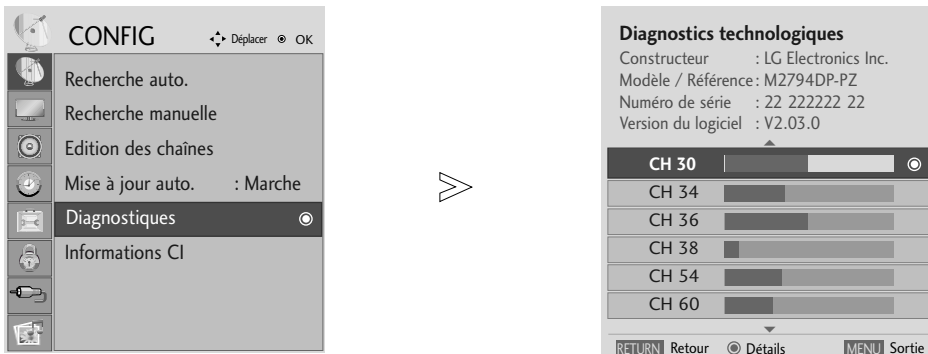 CONFIG
Déplacer OK
Recherche auto.
Recherche manuelle
Edition des chaînes
Mise à jour auto. : Marche
Diagnostiques
Informations CI
Diagnostics technologiques
Constructeur : LG Electronics Inc.
Modèle / Référence : M2794DP-PZ
Numéro de série : 22 222222 22
Version du logiciel : V2.03.0
CH 30
CH 34
CH 36
CH 38
CH 54
CH 60
RETURN Retour Détails MENU Sortie